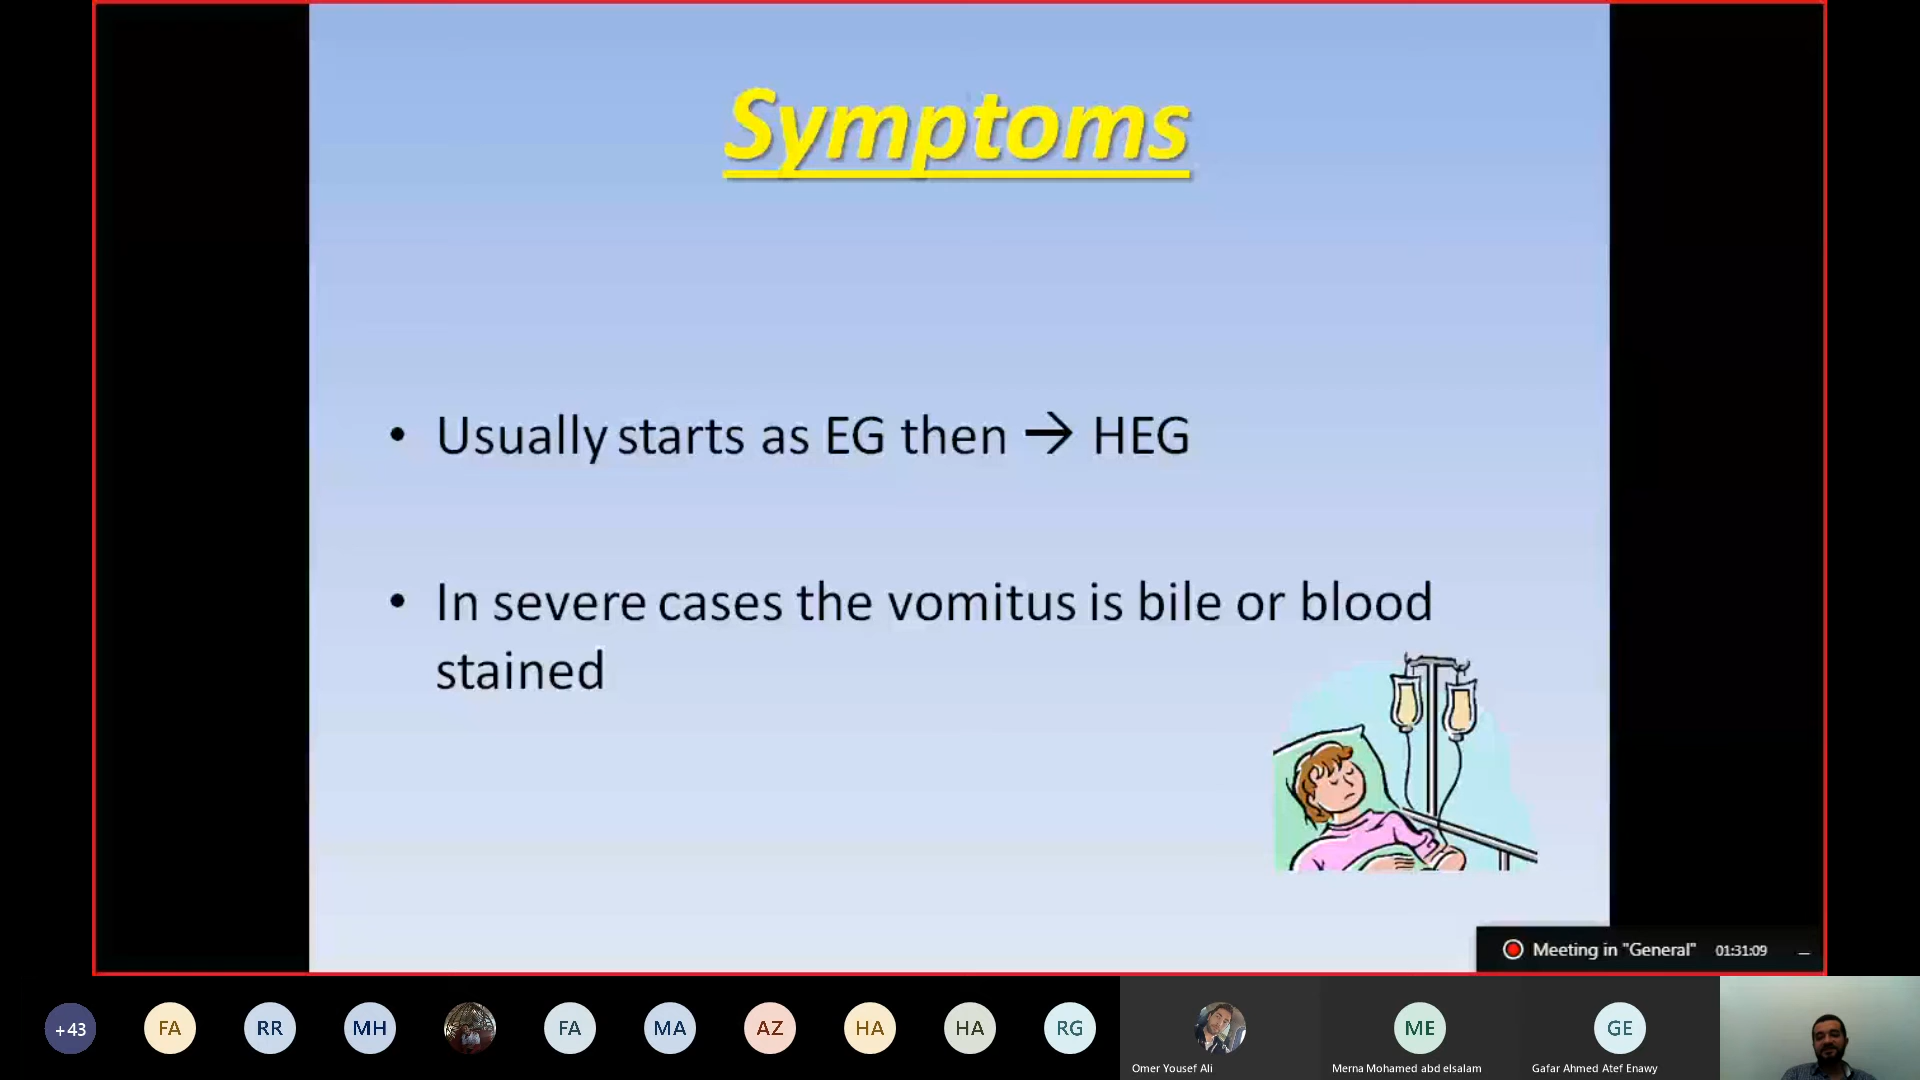 Symptoms
• Usually starts as EG then → HEG
• In severe cases the vomitus is bile or blood
stained
Meeting in "General" 01:31:09
+43 FA RR MH FA MA AZ HA HA RG ME GE
Omer Yousef Ali Merna Mohamed abd elsalam Gafar Ahmed Atef Enawy